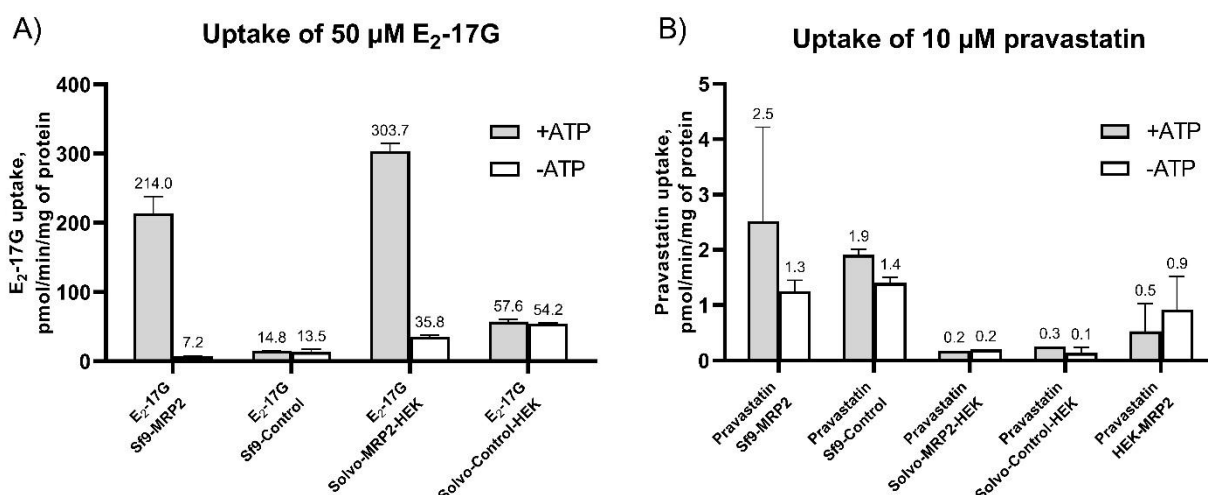 A)
Uptake of 50 µM E₂-17G
E₂-17G uptake,
pmol/min/mg of protein
400
300
200
100
0
+ATP
-ATP
214.0
7.2
14.8
13.5
303.7
35.8
57.6
54.2
E₂-17G
Sf9-MRP2
E₂-17G
Sf9-Control
E₂-17G
Solvo-MRP2-HEK
E₂-17G
Solvo-Control-HEK
B)
Uptake of 10 µM pravastatin
Pravastatin uptake,
pmol/min/mg of protein
5
4
3
2
1
0
+ATP
-ATP
2.5
1.3
1.9
1.4
0.2
0.2
0.3
0.1
0.5
0.9
Pravastatin
Sf9-MRP2
Pravastatin
Sf9-Control
Pravastatin
Solvo-MRP2-HEK
Pravastatin
Solvo-Control-HEK
Pravastatin
HEK-MRP2